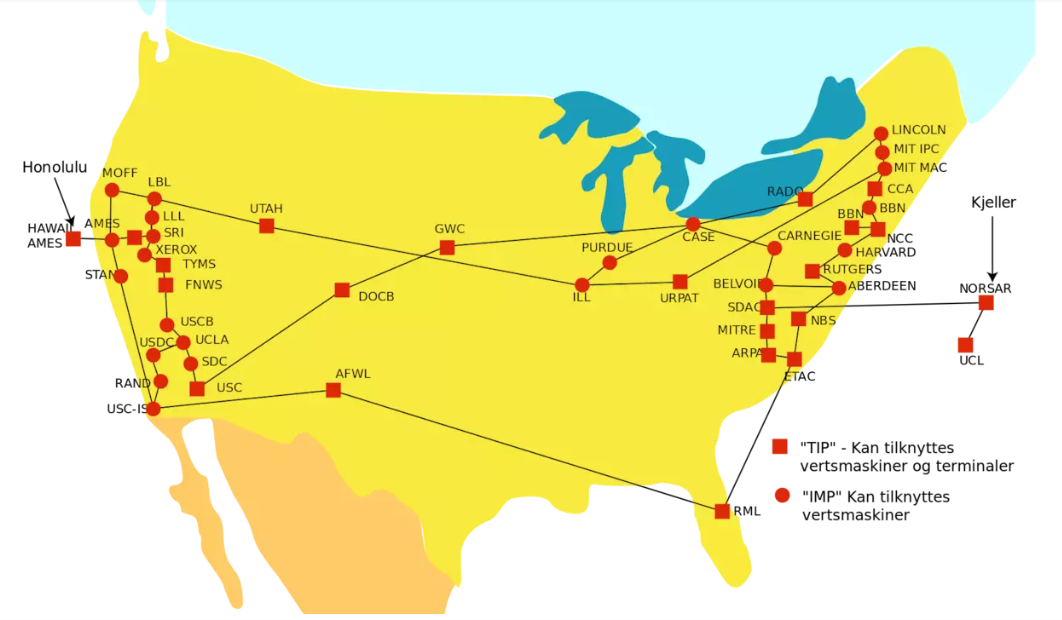 LINCOLN
MIT IPC
Honolulu
MOFF
MIT MAC
LBL
CCA
RADC
Kjeller
UTAH
BBN
BBN
LLL
AMES
HAWAII
GWC
SRI
CASE
CARNEGIE
NCC
AMES
PURDUE
XEROX
HARVARD
TYMS
RUTGERS
STAN
FNWS
BELVOIR
ABERDEEN
NORSAR
DOCB
ILL
URPAT
SDAC
USCB
NBS
MITRE
USDC
UCLA
ARPA
UCL
SDC
AFWL
ETAC
RAND
USC
USC-IS
"TIP" - Kan tilknyttes
vertsmaskiner og terminaler
"IMP" Kan tilknyttes
vertsmaskiner
RML